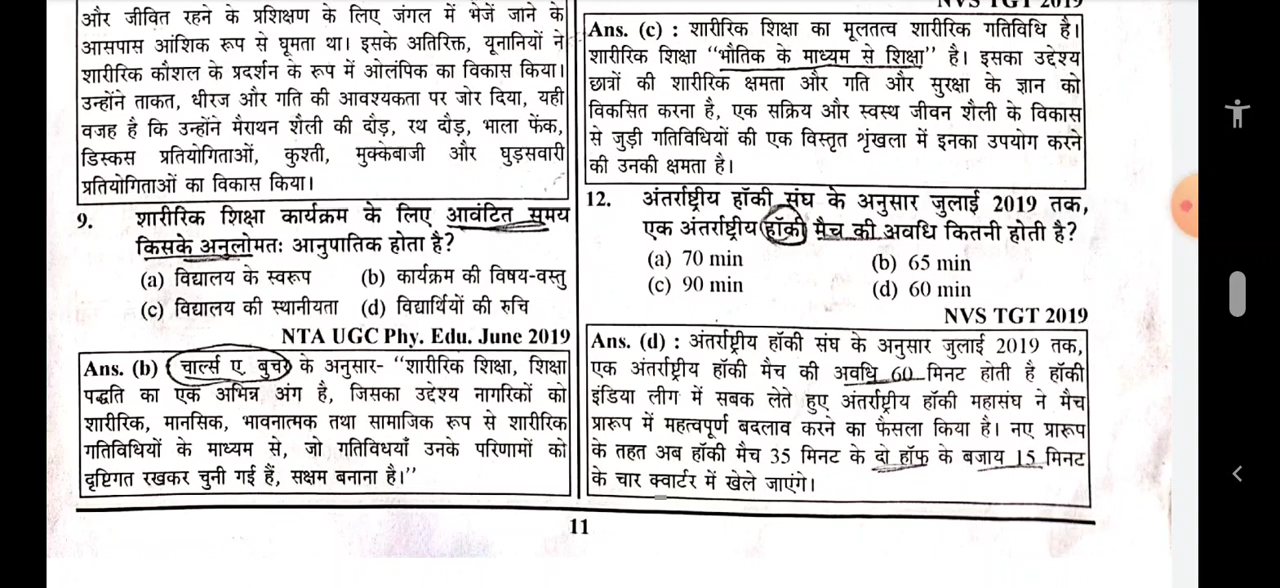 और जीवित रहने के प्रशिक्षण के लिए जंगल में भेजें जाने के
आसपास आंशिक रूप से घूमता था। इसके अतिरिक्त, यूनानियों ने
शारीरिक कौशल के प्रदर्शन के रूप में ओलंपिक का विकास किया।
उन्होंने ताकत, धीरज और गति की आवश्यकता पर जोर दिया, यही
वजह है कि उन्होंने मैराथन शैली की दौड़, रथ दौड़, भाला फेंक,
डिस्कस प्रतियोगिताओं, कुश्ती, मुक्केबाजी और घुड़सवारी
प्रतियोगिताओं का विकास किया।
9. शारीरिक शिक्षा कार्यक्रम के लिए आवंटित समय
किसके अनुलोमतः आनुपातिक होता है?
(a) विद्यालय के स्वरूप (b) कार्यक्रम की विषय-वस्तु
(c) विद्यालय की स्थानीयता (d) विद्यार्थियों की रुचि
NTA UGC Phy. Edu. June 2019
Ans. (b) चार्ल्स ए. बुचर के अनुसार- “शारीरिक शिक्षा, शिक्षा
पद्धति का एक अभिन्न अंग है, जिसका उद्देश्य नागरिकों को
शारीरिक, मानसिक, भावनात्मक तथा सामाजिक रूप से शारीरिक
गतिविधियों के माध्यम से, जो गतिविधयाँ उनके परिणामों को
दृष्टिगत रखकर चुनी गई हैं, सक्षम बनाना है।”
NVS TGT 2019
Ans. (c) : शारीरिक शिक्षा का मूलतत्व शारीरिक गतिविधि है।
शारीरिक शिक्षा “भौतिक के माध्यम से शिक्षा” है। इसका उद्देश्य
छात्रों की शारीरिक क्षमता और गति और सुरक्षा के ज्ञान को
विकसित करना है, एक सक्रिय और स्वस्थ जीवन शैली के विकास
से जुड़ी गतिविधियों की एक विस्तृत शृंखला में इनका उपयोग करने
की उनकी क्षमता है।
12. अंतर्राष्ट्रीय हॉकी संघ के अनुसार जुलाई 2019 तक,
एक अंतर्राष्ट्रीय हॉकी मैच की अवधि कितनी होती है?
(a) 70 min (b) 65 min
(c) 90 min (d) 60 min
NVS TGT 2019
Ans. (d) : अंतर्राष्ट्रीय हॉकी संघ के अनुसार जुलाई 2019 तक,
एक अंतर्राष्ट्रीय हॉकी मैच की अवधि 60 मिनट होती है हॉकी
इंडिया लीग में सबक लेते हुए अंतर्राष्ट्रीय हॉकी महासंघ ने मैच
प्रारूप में महत्वपूर्ण बदलाव करने का फैसला किया है। नए प्रारूप
के तहत अब हॉकी मैच 35 मिनट के दो हॉफ के बजाय 15 मिनट
के चार क्वार्टर में खेले जाएंगे।
11